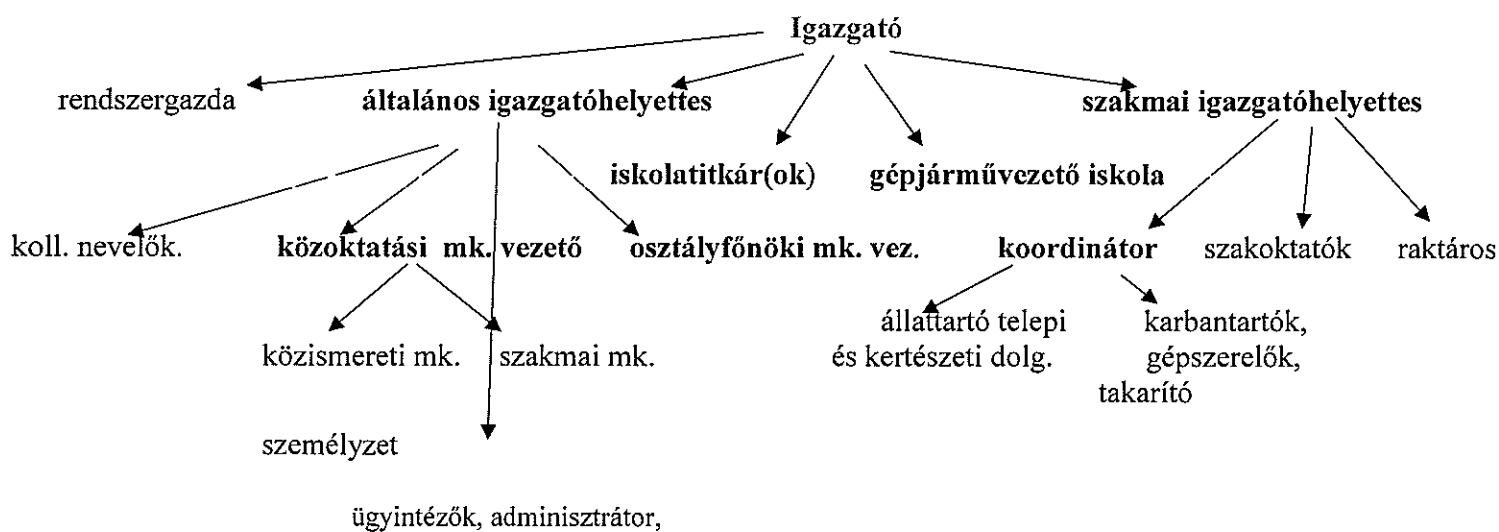 Igazgató
rendszergazda általános igazgatóhelyettes szakmai igazgatóhelyettes
iskolatitkár(ok) gépjárművezető iskola
koll. nevelők. közoktatási mk. vezető osztályfőnöki mk. vez. koordinátor szakoktatók raktáros
állattartó telepi karbantartók,
közismereti mk. szakmai mk. és kertészeti dolg. gépszerelők,
takarító
személyzet
ügyintézők, adminisztrátor,